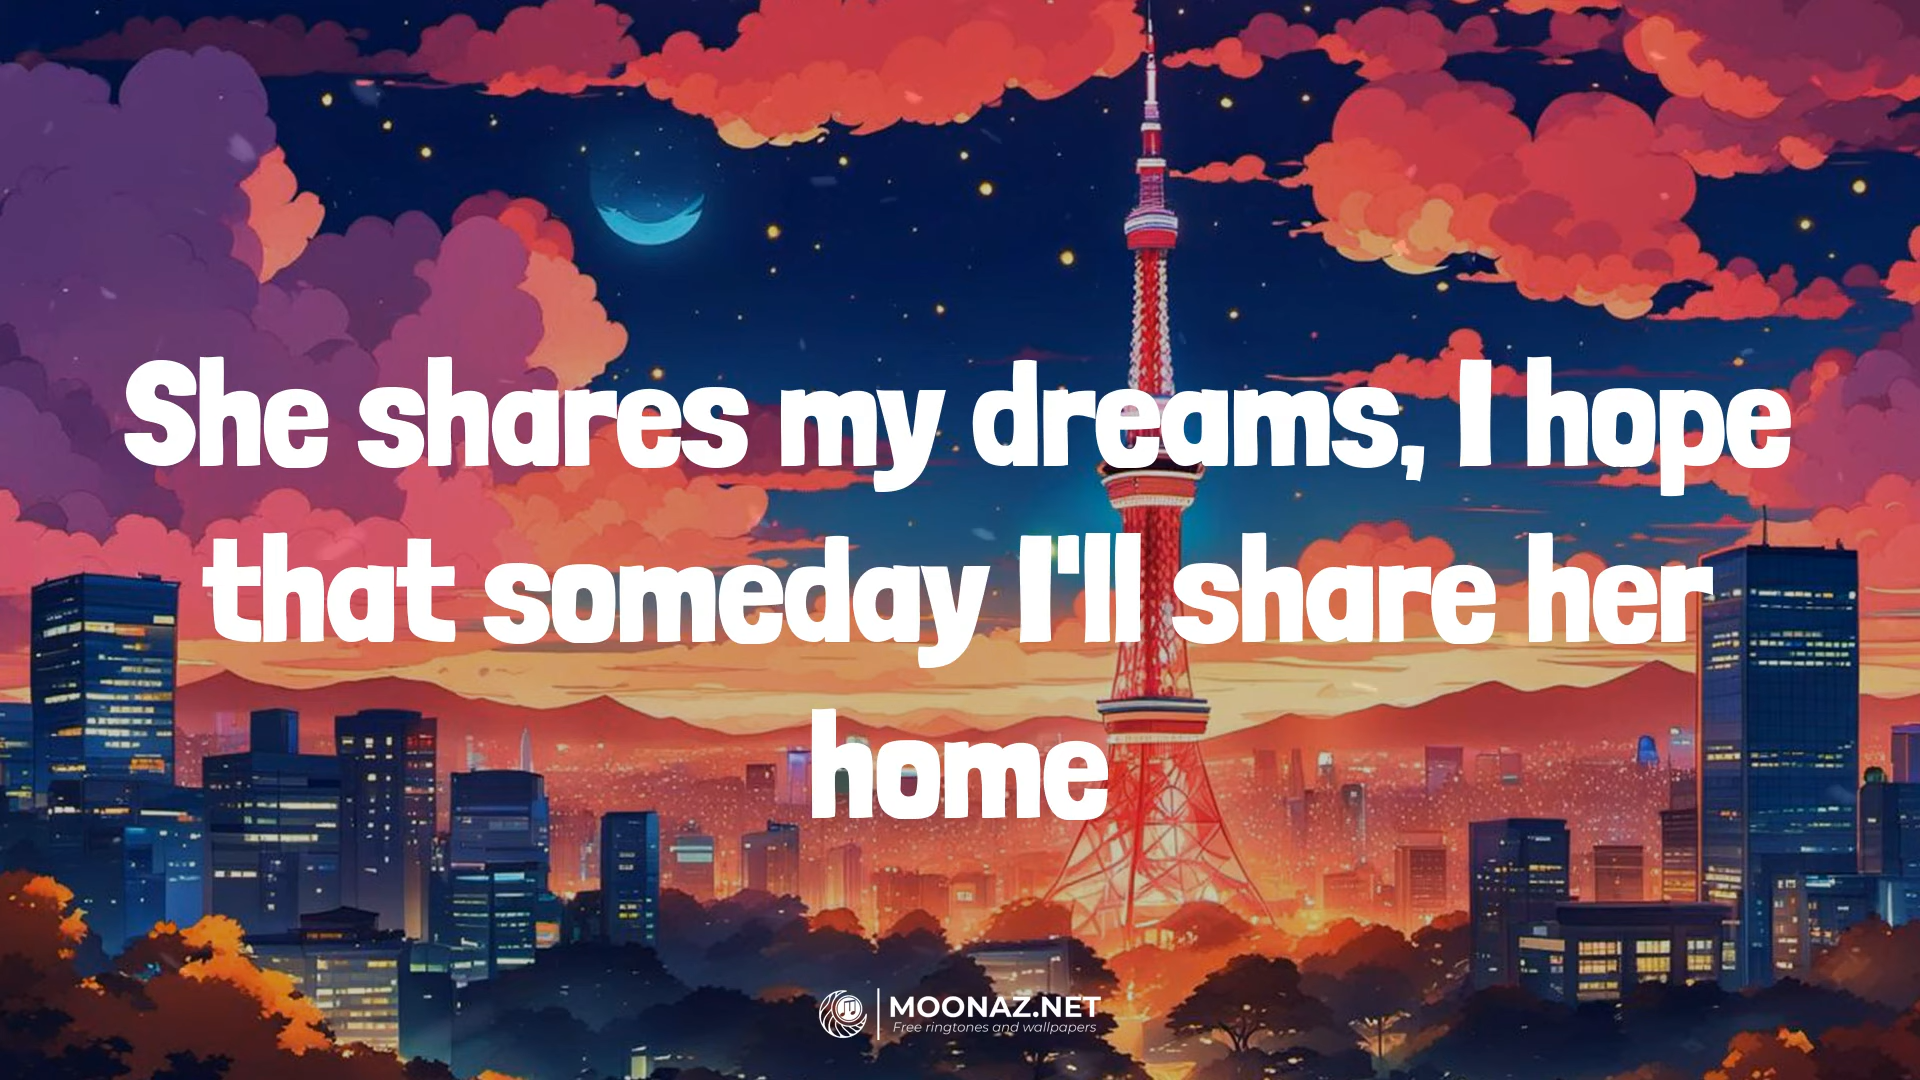 She shares my dreams, I hope
that someday I'll share her
home
MOONAZ.NET
Free ringtones and wallpapers